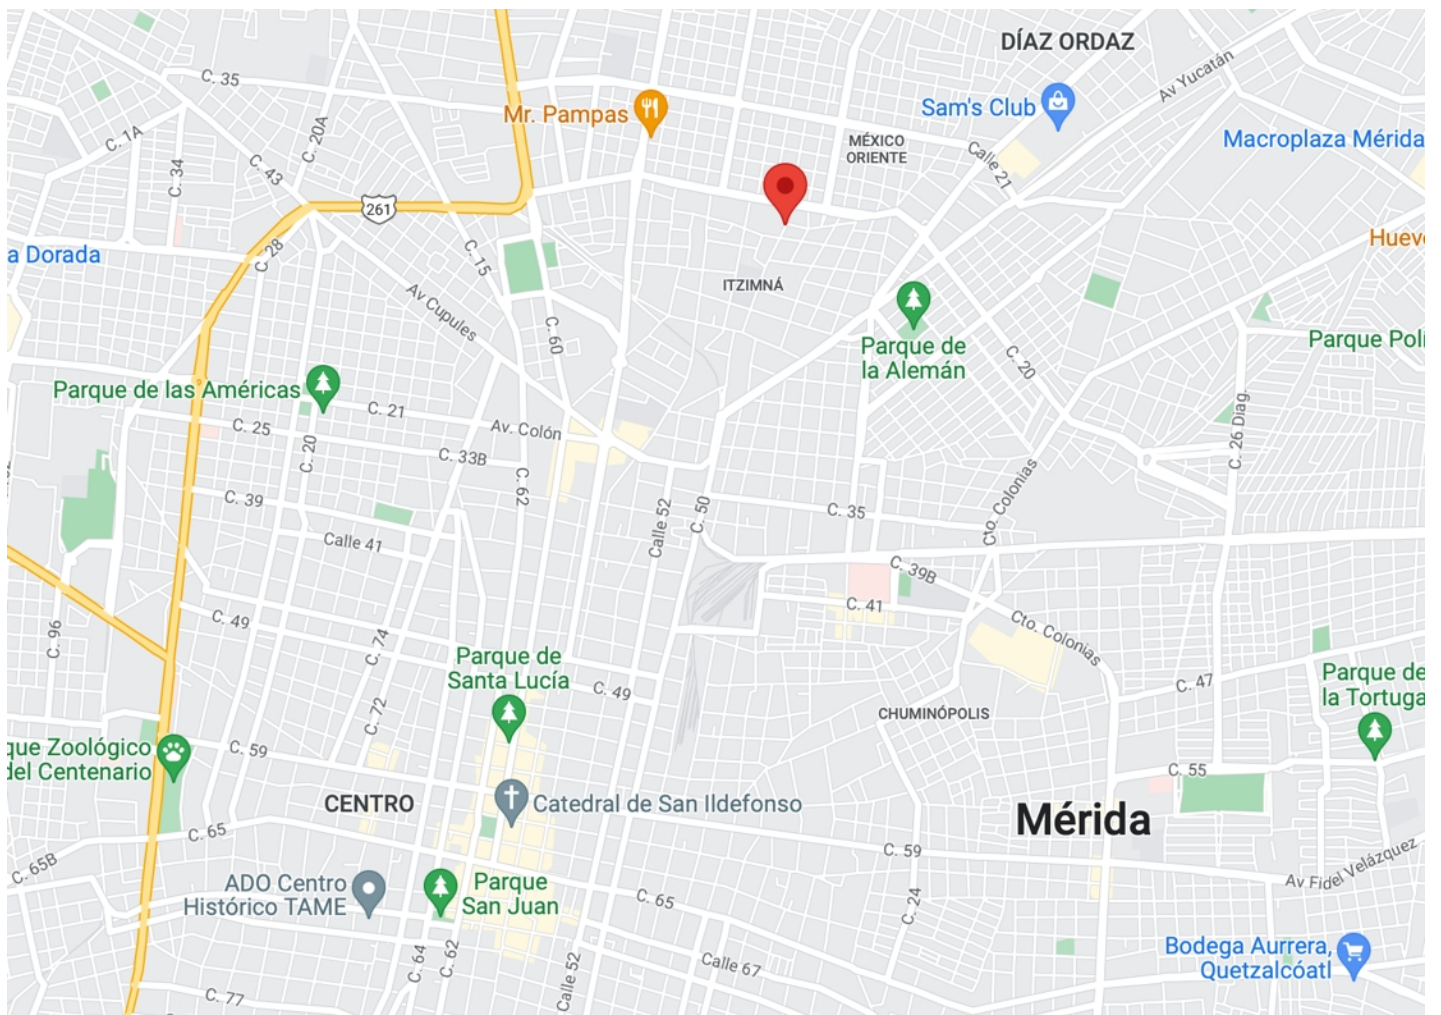 DÍAZ ORDAZ
Av Yucatán
C. 35
Mr. Pampas
Sam's Club
C. 1A
C. 20A
MÉXICO
ORIENTE
Calle 21
Macroplaza Mérida
C. 34
C. 43
261
a Dorada
C. 28
C. 15
Huev
ITZIMNÁ
Av Cupules
C. 60
Parque de
la Alemán
C. 20
Parque Poli
Parque de las Américas
C. 21
C. 25
Av. Colón
C. 20
C. 33B
C. 26 Diag.
C. 39
C. 62
Calle 52
C. 50
C. 35
Cto. Colonias
Calle 41
C. 39B
C. 41
C. 49
C. 96
C. 74
Cto. Colonias
Parque de
Santa Lucía
C. 49
C. 47
Parque de
la Tortuga
C. 72
CHUMINÓPOLIS
que Zoológico
del Centenario
C. 59
C. 55
CENTRO
Catedral de San Ildefonso
Mérida
C. 65
C. 59
C. 65B
Av Fidel Velázquez
ADO Centro
Histórico TAME
Parque
San Juan
C. 65
C. 24
C. 64
C. 62
Calle 52
Calle 67
Bodega Aurrera,
Quetzalcóatl
C. 77